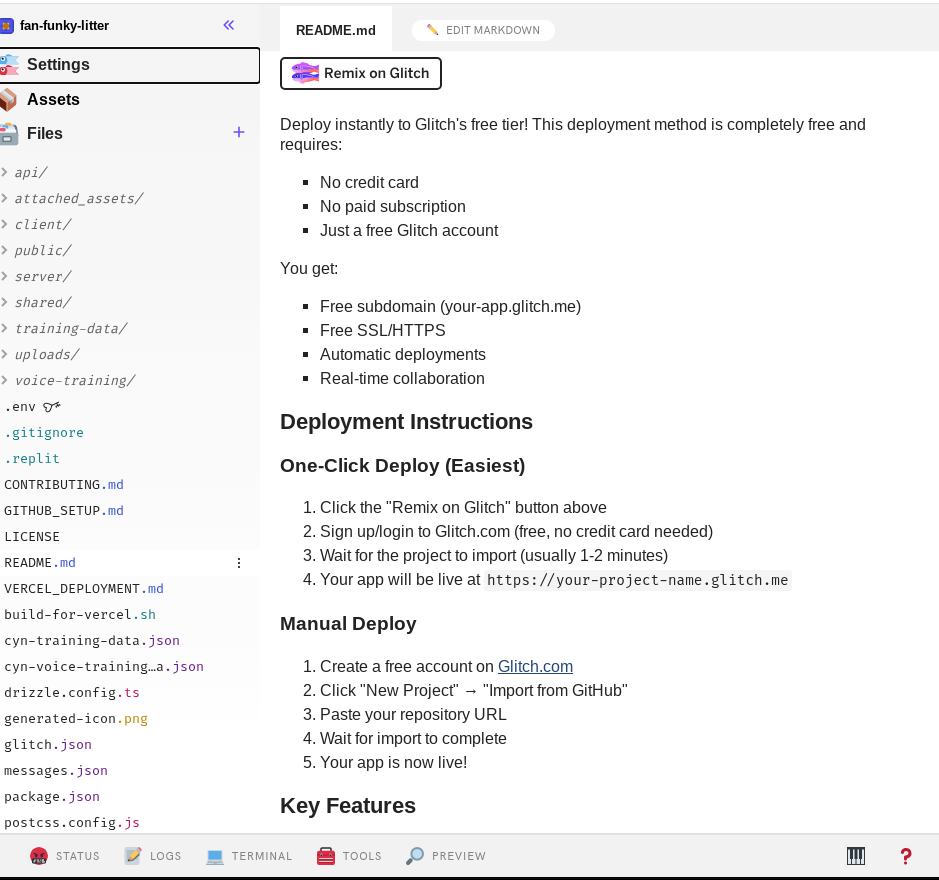 fan-funky-litter
Settings
Assets
Files
api/
attached_assets/
client/
public/
server/
shared/
training-data/
uploads/
voice-training/
.env
.gitignore
.replit
CONTRIBUTING.md
GITHUB_SETUP.md
LICENSE
README.md
VERCEL_DEPLOYMENT.md
build-for-vercel.sh
cyn-training-data.json
cyn-voice-training…a.json
drizzle.config.ts
generated-icon.png
glitch.json
messages.json
package.json
postcss.config.js
README.md
EDIT MARKDOWN
Remix on Glitch
Deploy instantly to Glitch's free tier! This deployment method is completely free and
requires:
▪ No credit card
▪ No paid subscription
▪ Just a free Glitch account
You get:
▪ Free subdomain (your-app.glitch.me)
▪ Free SSL/HTTPS
▪ Automatic deployments
▪ Real-time collaboration
Deployment Instructions
One-Click Deploy (Easiest)
1. Click the "Remix on Glitch" button above
2. Sign up/login to Glitch.com (free, no credit card needed)
3. Wait for the project to import (usually 1-2 minutes)
4. Your app will be live at https://your-project-name.glitch.me
Manual Deploy
1. Create a free account on Glitch.com
2. Click "New Project" → "Import from GitHub"
3. Paste your repository URL
4. Wait for import to complete
5. Your app is now live!
Key Features
STATUS
LOGS
TERMINAL
TOOLS
PREVIEW
?